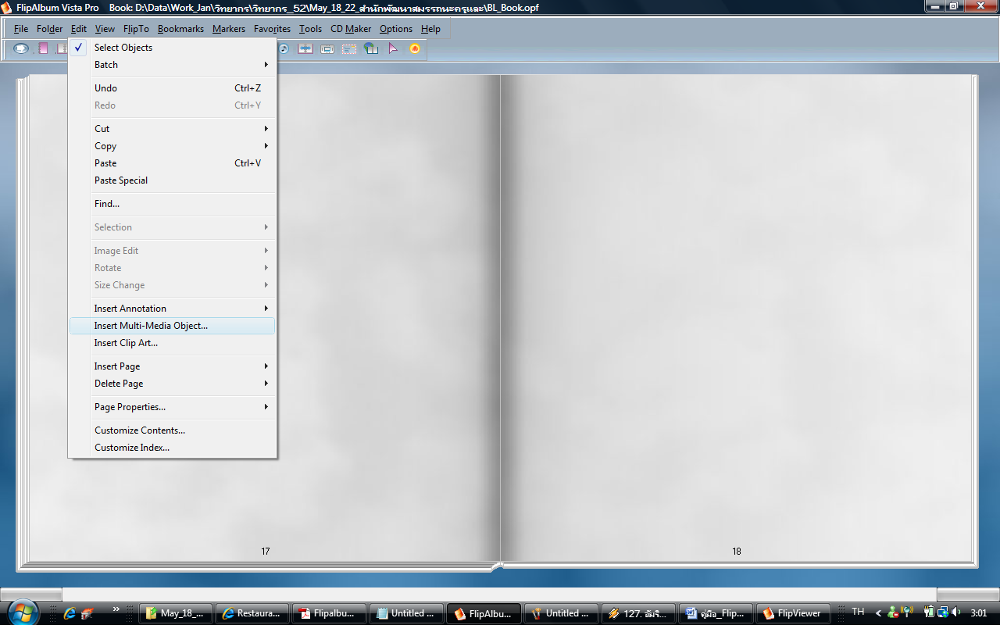 FlipAlbum Vista Pro Book: D:\Data\Work_Jan\วิทยากร\วิทยากร_52\May_18_22_สำนักพัฒนาสมรรถนะครูและ\BL_Book.opf
File Folder Edit View FlipTo Bookmarks Markers Favorites Tools CD Maker Options Help
Select Objects
Batch
Undo Ctrl+Z
Redo Ctrl+Y
Cut
Copy
Paste Ctrl+V
Paste Special
Find...
Selection
Image Edit
Rotate
Size Change
Insert Annotation
Insert Multi-Media Object...
Insert Clip Art...
Insert Page
Delete Page
Page Properties...
Customize Contents...
Customize Index...
17 18
May_18_... Restaura... Flipalbu... Untitled ... FlipAlbu... Untitled ... 127. อัมริ... คู่มือ_Flip... FlipViewer TH 3:01